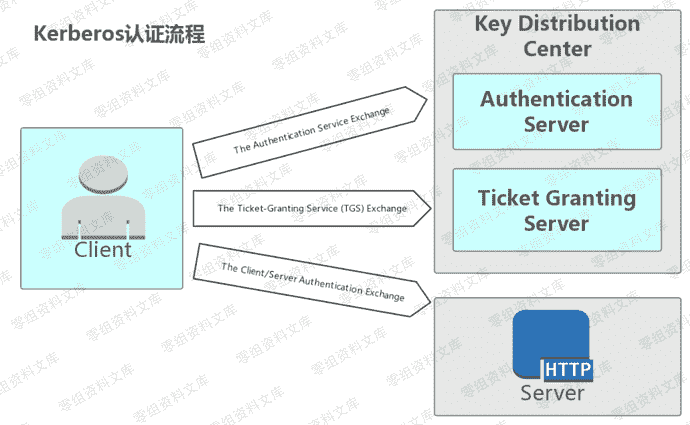 Kerberos认证流程
Key Distribution
Center
Authentication
Server
The Authentication Service Exchange
Ticket Granting
Server
The Ticket-Granting Service (TGS) Exchange
Client
The Client/Server Authentication Exchange
HTTP
Server
零组资料文库